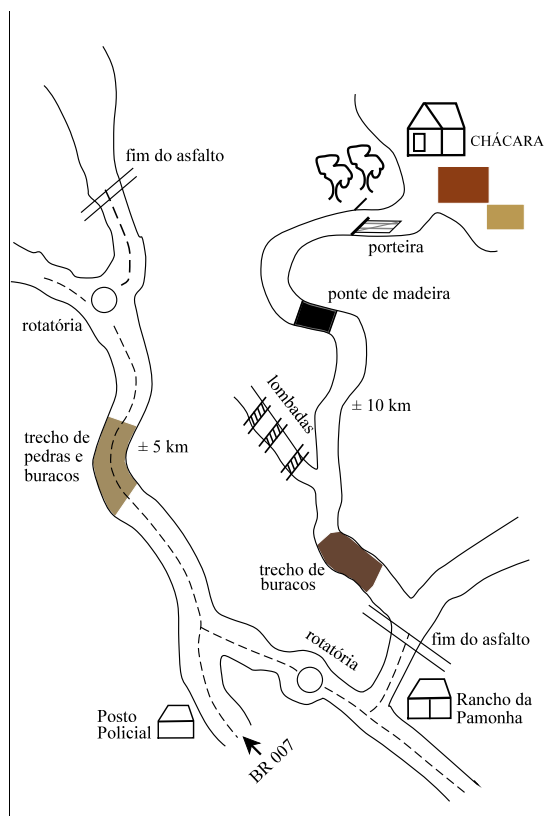 fim do asfalto
CHÁCARA
porteira
ponte de madeira
rotatória
lombadas
± 10 km
trecho de
pedras e
buracos
± 5 km
trecho de
buracos
rotatória
fim do asfalto
Rancho da
Pamonha
Posto
Policial
BR 007